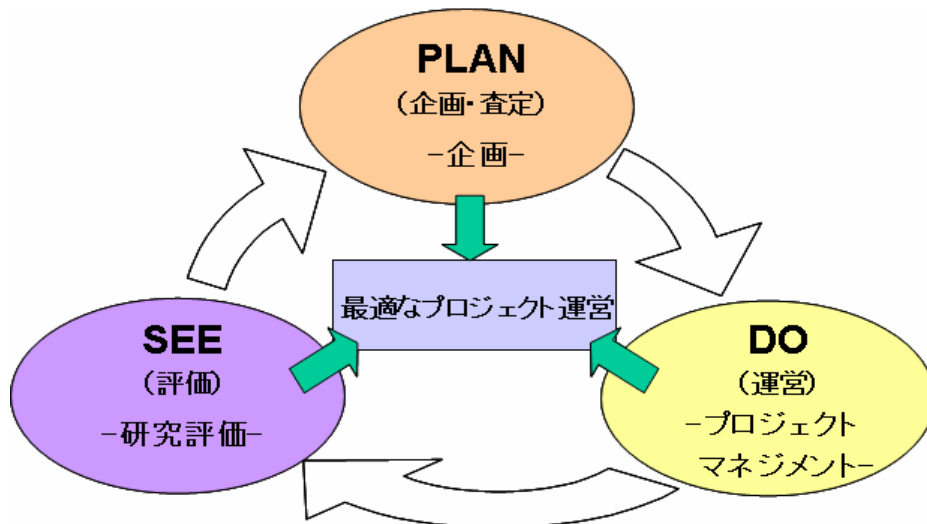 PLAN
(企画・査定)
-企画-
最適なプロジェクト運営
SEE
(評価)
-研究評価-
DO
(運営)
-プロジェクト
マネジメント-